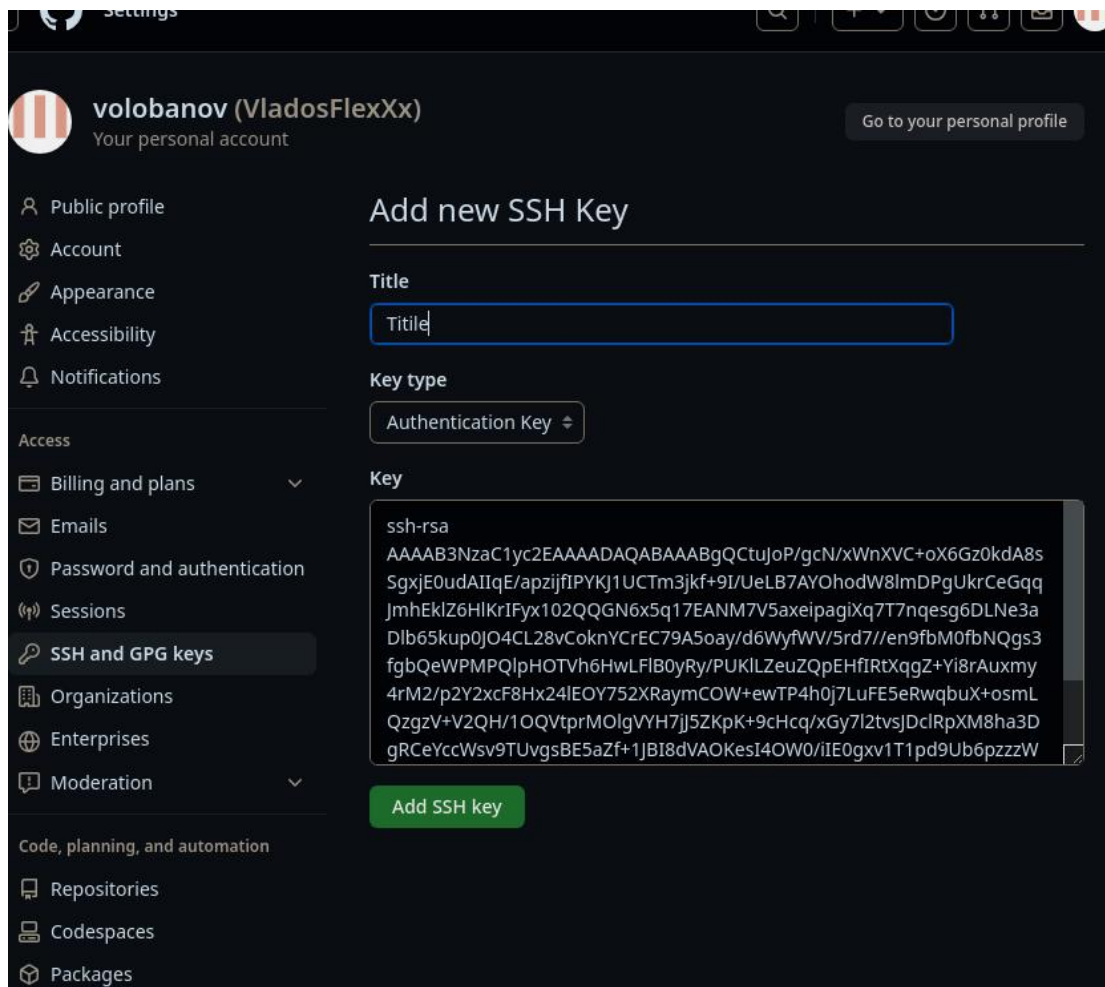 Settings
volobanov (VladosFlexXx)
Your personal account
Go to your personal profile
Public profile
Account
Appearance
Accessibility
Notifications
Access
Billing and plans
Emails
Password and authentication
Sessions
SSH and GPG keys
Organizations
Enterprises
Moderation
Code, planning, and automation
Repositories
Codespaces
Packages
Add new SSH Key
Title
Titile
Key type
Authentication Key
Key
ssh-rsa
AAAAB3NzaC1yc2EAAAADAQABAAABgQCtuJoP/gcN/xWnXVC+oX6Gz0kdA8s
SgxjE0udAIIqE/apzijfIPYKJ1UCTm3jkf+9I/UeLB7AYOhodW8lmDPgUkrCeGqq
JmhEklZ6HlKrIFyx102QQGN6x5q17EANM7V5axeipagiXq7T7nqesg6DLNe3a
Dlb65kup0JO4CL28vCoknYCrEC79A5oay/d6WyfWV/5rd7//en9fbM0fbNQgs3
fgbQeWPMPQlpHOTVh6HwLFlB0yRy/PUKlLZeuZQpEHfIRtXqgZ+Yi8rAuxmy
4rM2/p2Y2xcF8Hx24lEOY752XRaymCOW+ewTP4h0j7LuFE5eRwqbuX+osmL
QzgzV+V2QH/1OQVtprMOlgVYH7jJ5ZKpK+9cHcq/xGy7l2tvsJDclRpXM8ha3D
gRCeYccWsv9TUvgsBE5aZf+1JBI8dVAOKesI4OW0/iIE0gxv1T1pd9Ub6pzzzW
Add SSH key